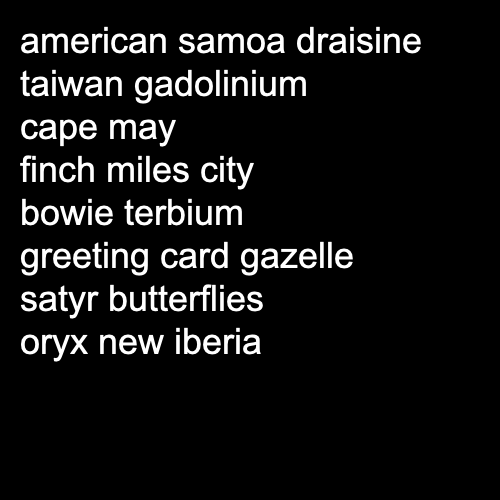 american samoa draisine
taiwan gadolinium
cape may
finch miles city
bowie terbium
greeting card gazelle
satyr butterflies
oryx new iberia